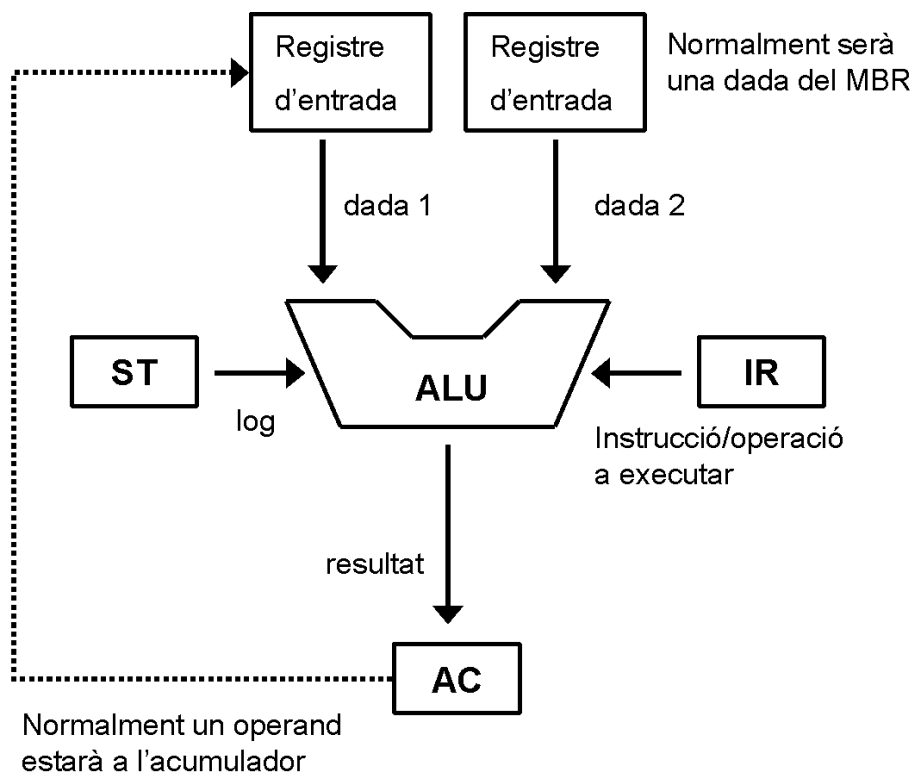 Registre
d'entrada
Registre
d'entrada
Normalment serà
una dada del MBR
dada 1
dada 2
ST
log
ALU
IR
Instrucció/operació
a executar
resultat
AC
Normalment un operand
estarà a l'acumulador